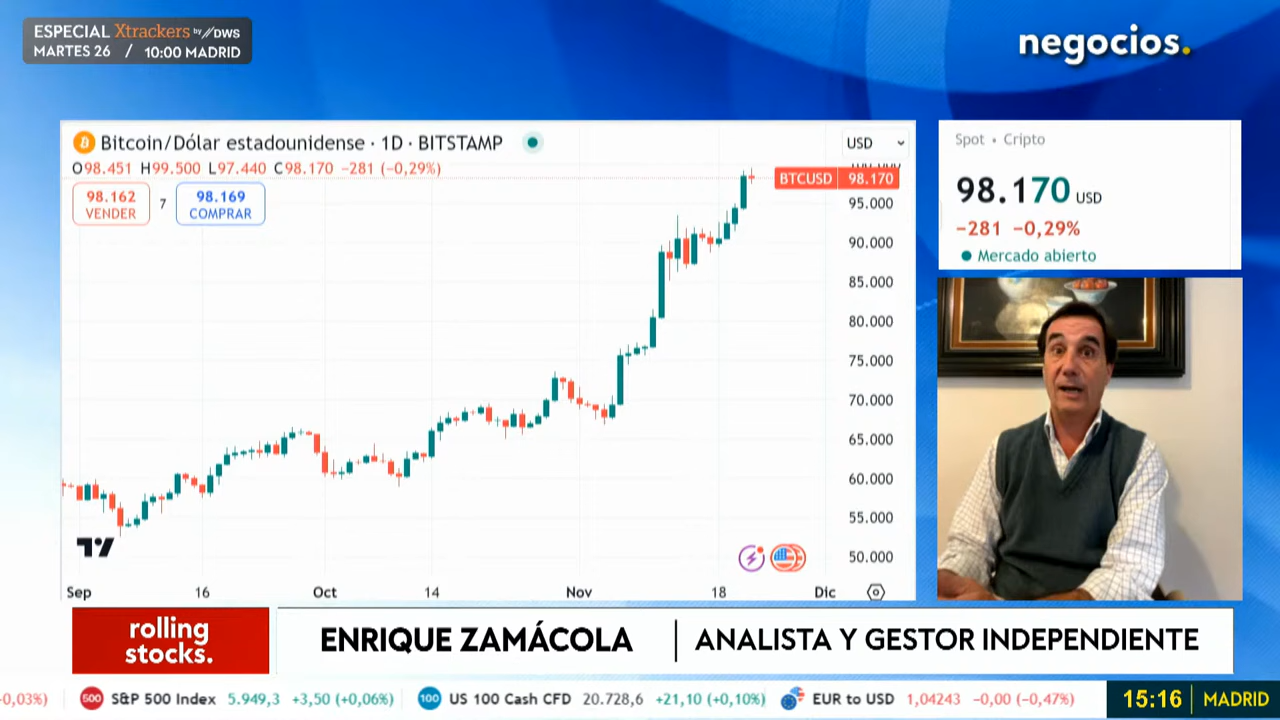 ESPECIAL Xtrackers by //DWS
MARTES 26 / 10:00 MADRID
negocios.
Bitcoin/Dólar estadounidense · 1D · BITSTAMP
USD
O98.451 H99.500 L97.440 C98.170 −281 (−0,29%)
98.162
VENDER
7
98.169
COMPRAR
BTCUSD 98.170
95.000
90.000
85.000
80.000
75.000
70.000
65.000
60.000
55.000
50.000
Sep 16 Oct 14 Nov 18 Dic
Spot • Cripto
98.170 USD
−281 −0,29%
Mercado abierto
rolling
stocks.
ENRIQUE ZAMÁCOLA | ANALISTA Y GESTOR INDEPENDIENTE
-0,03%) 500 S&P 500 Index 5.949,3 +3,50 (+0,06%) 100 US 100 Cash CFD 20.728,6 +21,10 (+0,10%) EUR to USD 1,04243 -0,00 (-0,47%)
15:16 MADRID